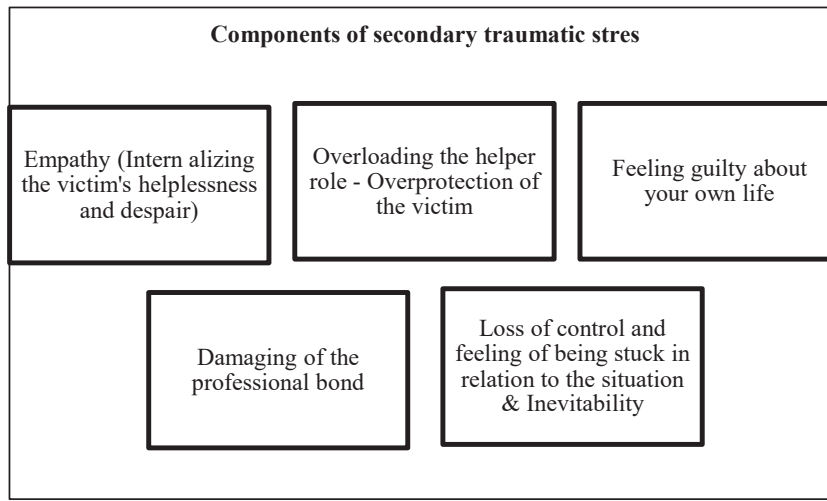 Components of secondary traumatic stres
Empathy (Intern alizing
the victim's helplessness
and despair)
Overloading the helper
role - Overprotection of
the victim
Feeling guilty about
your own life
Damaging of the
professional bond
Loss of control and
feeling of being stuck in
relation to the situation
& Inevitability